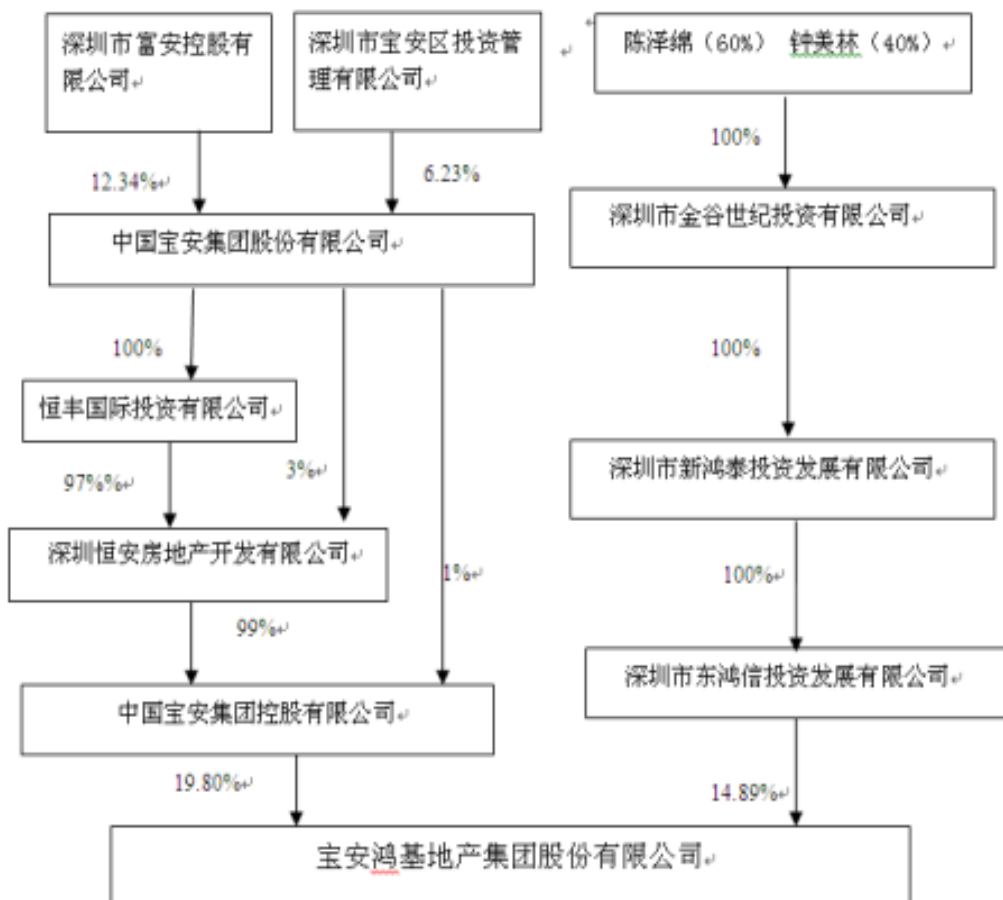 深圳市富安控股有
限公司
深圳市宝安区投资管
理有限公司
陈泽绵（60%） 钟美林（40%）
12.34%
6.23%
100%
中国宝安集团股份有限公司
深圳市金谷世纪投资有限公司
100%
100%
恒丰国际投资有限公司
97%%
3%
深圳市新鸿泰投资发展有限公司
深圳恒安房地产开发有限公司
1%
100%
99%
深圳市东鸿信投资发展有限公司
中国宝安集团控股有限公司
19.80%
14.89%
宝安鸿基地产集团股份有限公司